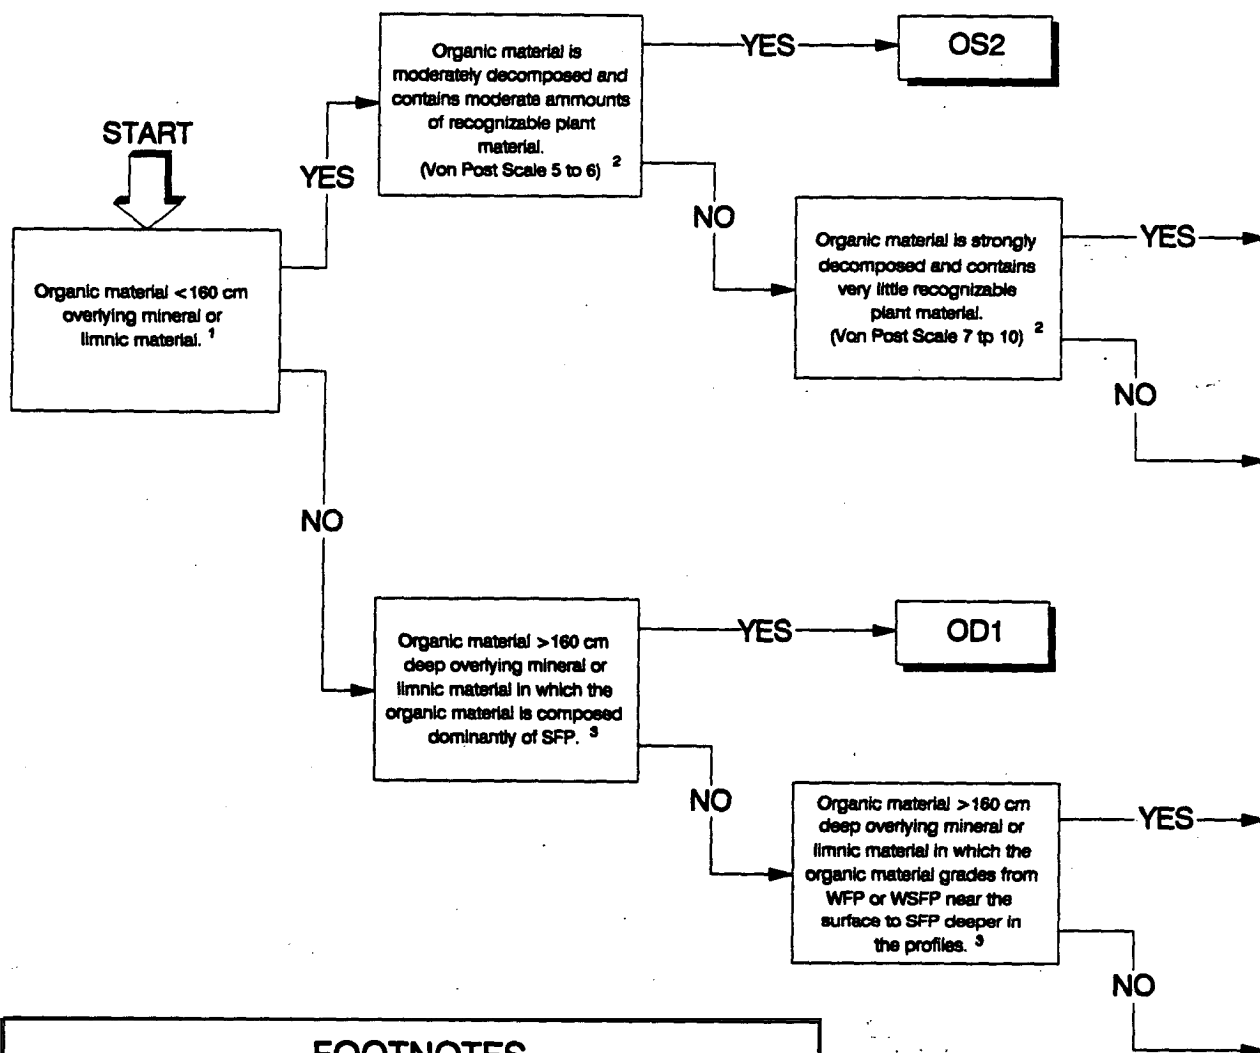 START
Organic material <160 cm
overlying mineral or
limnic material. 1
YES
NO
Organic material is
moderately decomposed and
contains moderate ammounts
of recognizable plant
material.
(Von Post Scale 5 to 6) 2
YES
OS2
NO
Organic material is strongly
decomposed and contains
very little recognizable
plant material.
(Von Post Scale 7 tp 10) 2
YES
NO
Organic material >160 cm
deep overlying mineral or
limnic material in which the
organic material is composed
dominantly of SFP. 3
YES
OD1
NO
Organic material >160 cm
deep overlying mineral or
limnic material in which the
organic material grades from
WFP or WSFP near the
surface to SFP deeper in
the profiles. 3
YES
NO
FOOTNOTES